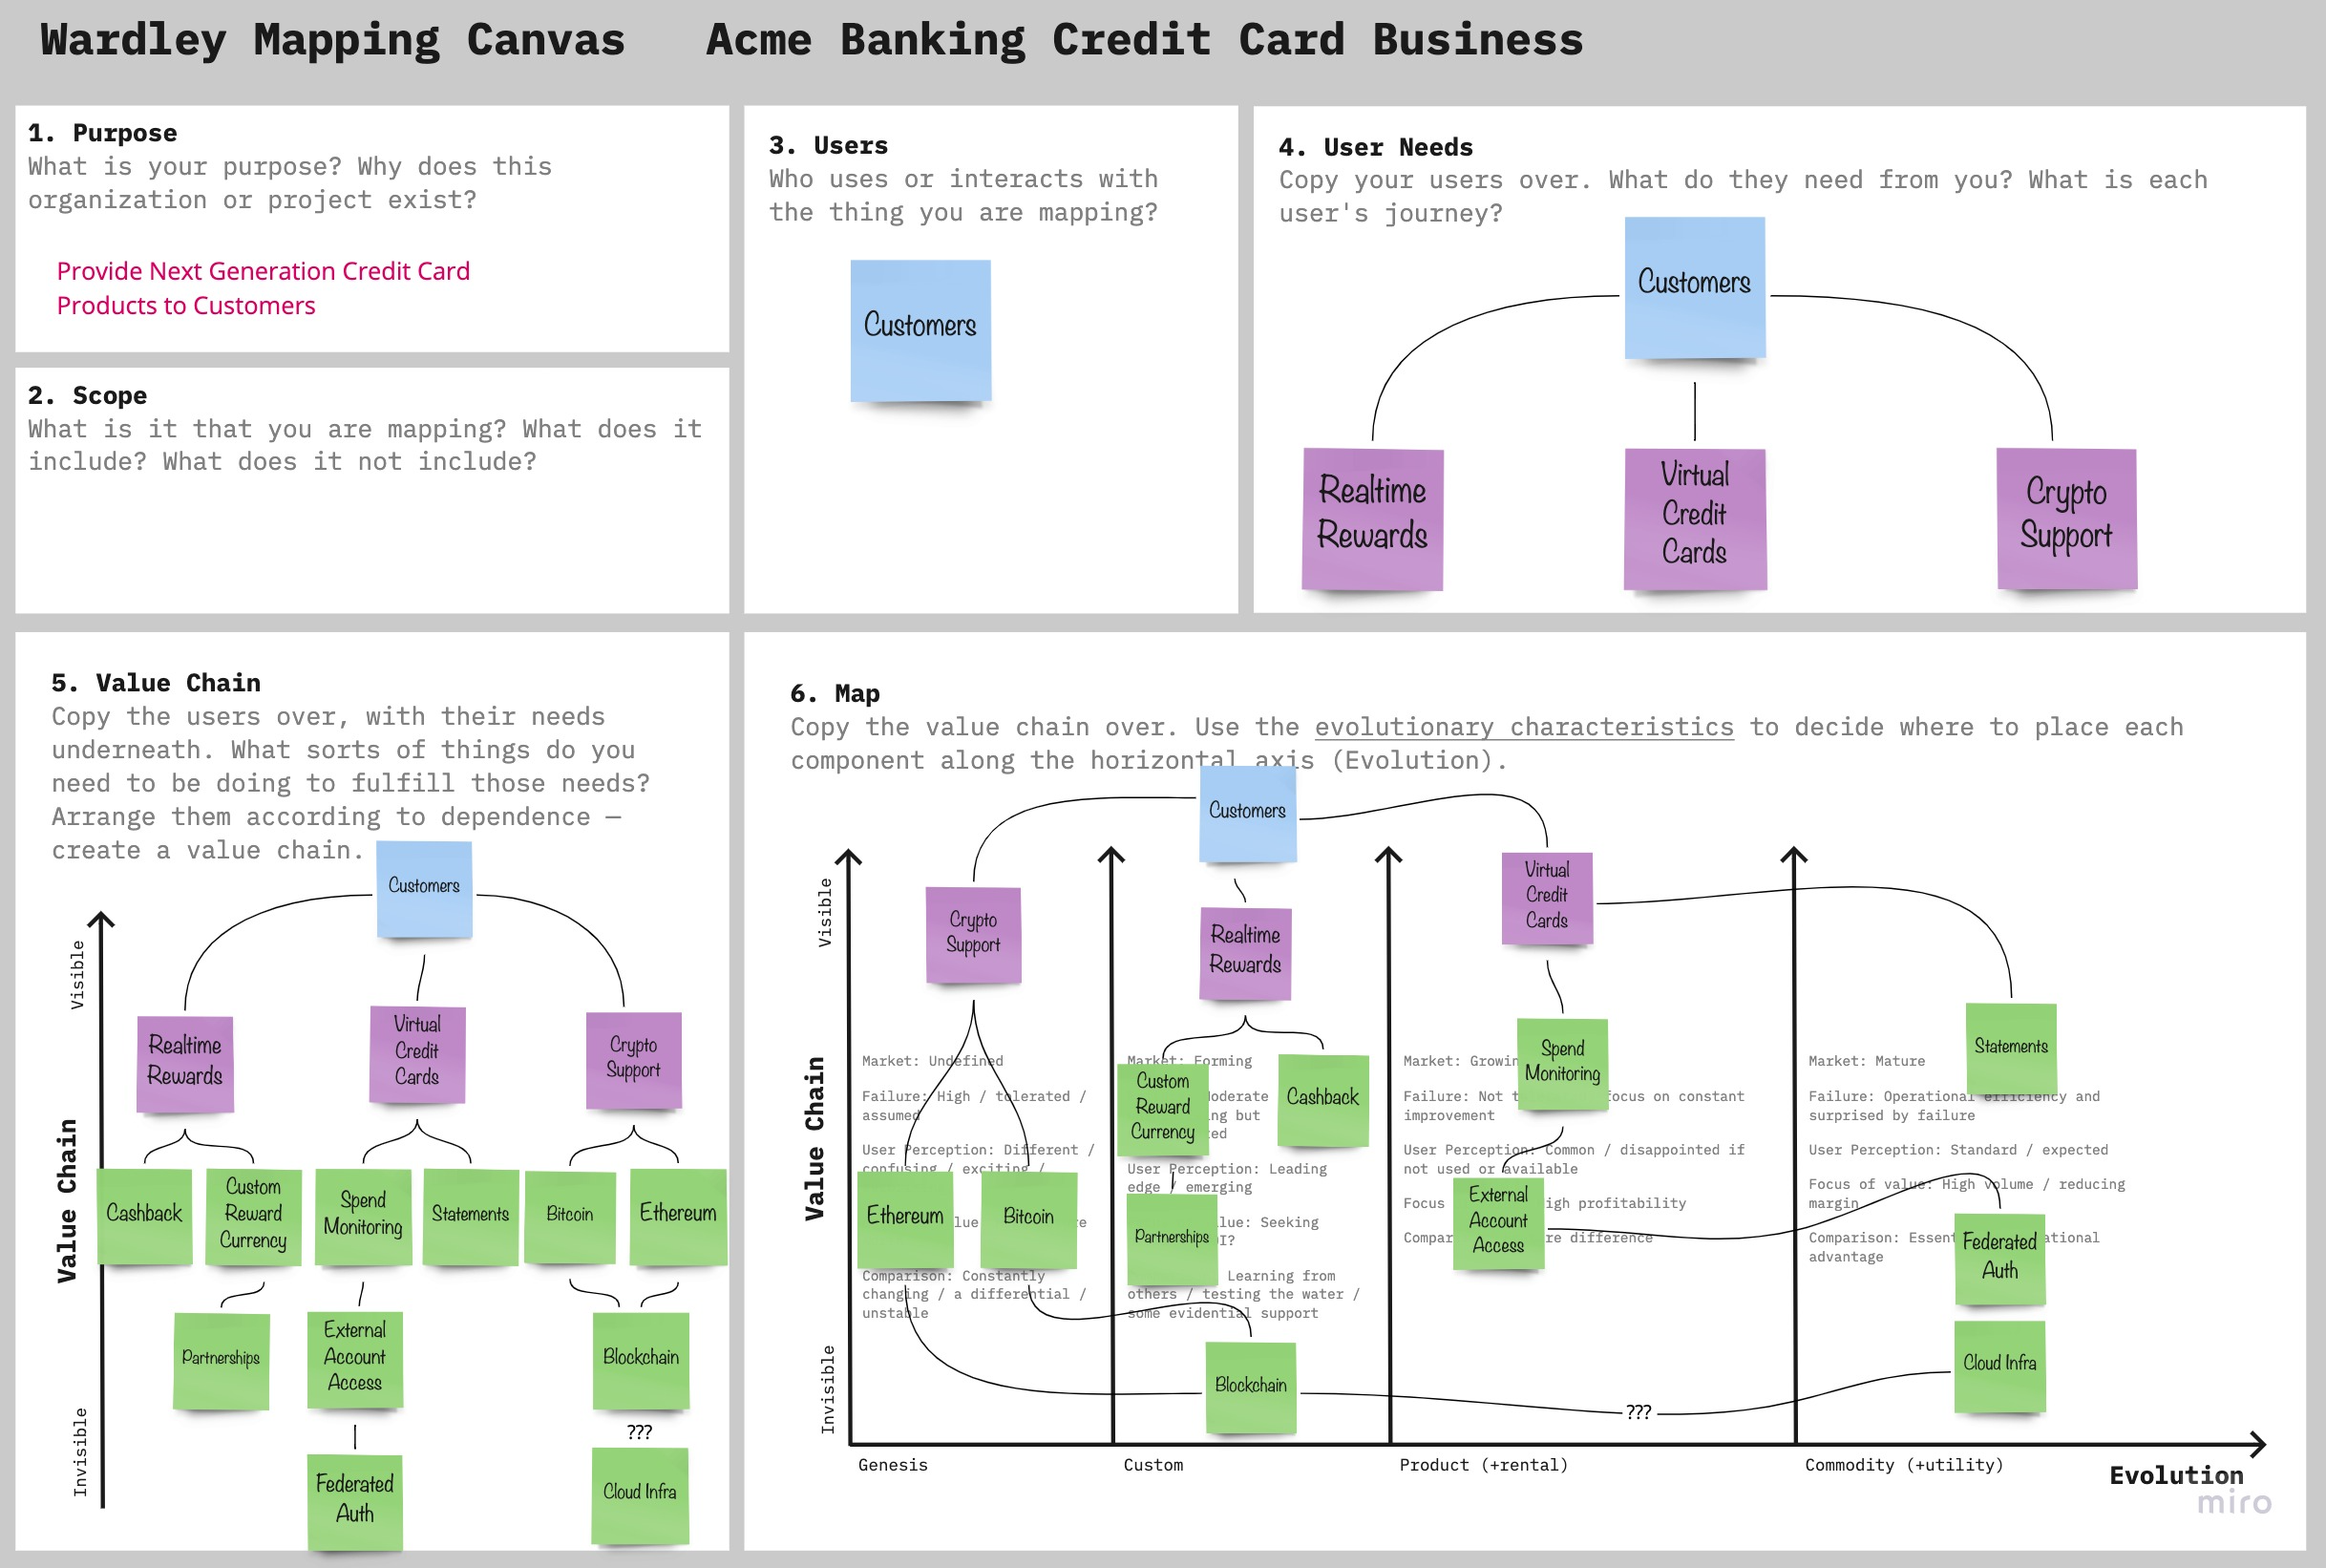 Wardley Mapping Canvas
Acme Banking Credit Card Business
1. Purpose
What is your purpose? Why does this
organization or project exist?
Provide Next Generation Credit Card
Products to Customers
2. Scope
What is it that you are mapping? What does it
include? What does it not include?
3. Users
Who uses or interacts with
the thing you are mapping?
Customers
4. User Needs
Copy your users over. What do they need from you? What is each
user's journey?
Customers
Realtime
Rewards
Virtual
Credit
Cards
Crypto
Support
5. Value Chain
Copy the users over, with their needs
underneath. What sorts of things do you
need to be doing to fulfill those needs?
Arrange them according to dependence —
create a value chain.
Customers
Visible
Value Chain
Invisible
Realtime
Rewards
Virtual
Credit
Cards
Crypto
Support
Cashback
Custom
Reward
Currency
Spend
Monitoring
Statements
Bitcoin
Ethereum
Partnerships
External
Account
Access
Blockchain
???
Federated
Auth
Cloud Infra
6. Map
Copy the value chain over. Use the evolutionary characteristics to decide where to place each
component along the horizontal axis (Evolution).
Customers
Visible
Value Chain
Invisible
Crypto
Support
Realtime
Rewards
Virtual
Credit
Cards
Statements
Spend
Monitoring
Custom
Reward
Currency
Cashback
Ethereum
Bitcoin
Partnerships
External
Account
Access
Federated
Auth
Cloud Infra
Blockchain
???
Market: Undefined
Failure: High / tolerated /
assumed
User Perception: Different /
confusing / exciting /
Comparison: Constantly
changing / a differential /
unstable
Market: Forming
Moderate
but
User Perception: Leading
edge / emerging
Seeking
Learning from
others / testing the water /
some evidential support
Market: Growing
Failure: Not focus on constant
improvement
User Perception: Common / disappointed if
not used or available
Focus high profitability
difference
Market: Mature
Failure: Operational efficiency and
surprised by failure
User Perception: Standard / expected
Focus of value: High volume / reducing
margin
Comparison:
advantage
Genesis
Custom
Product (+rental)
Commodity (+utility)
Evolution
miro